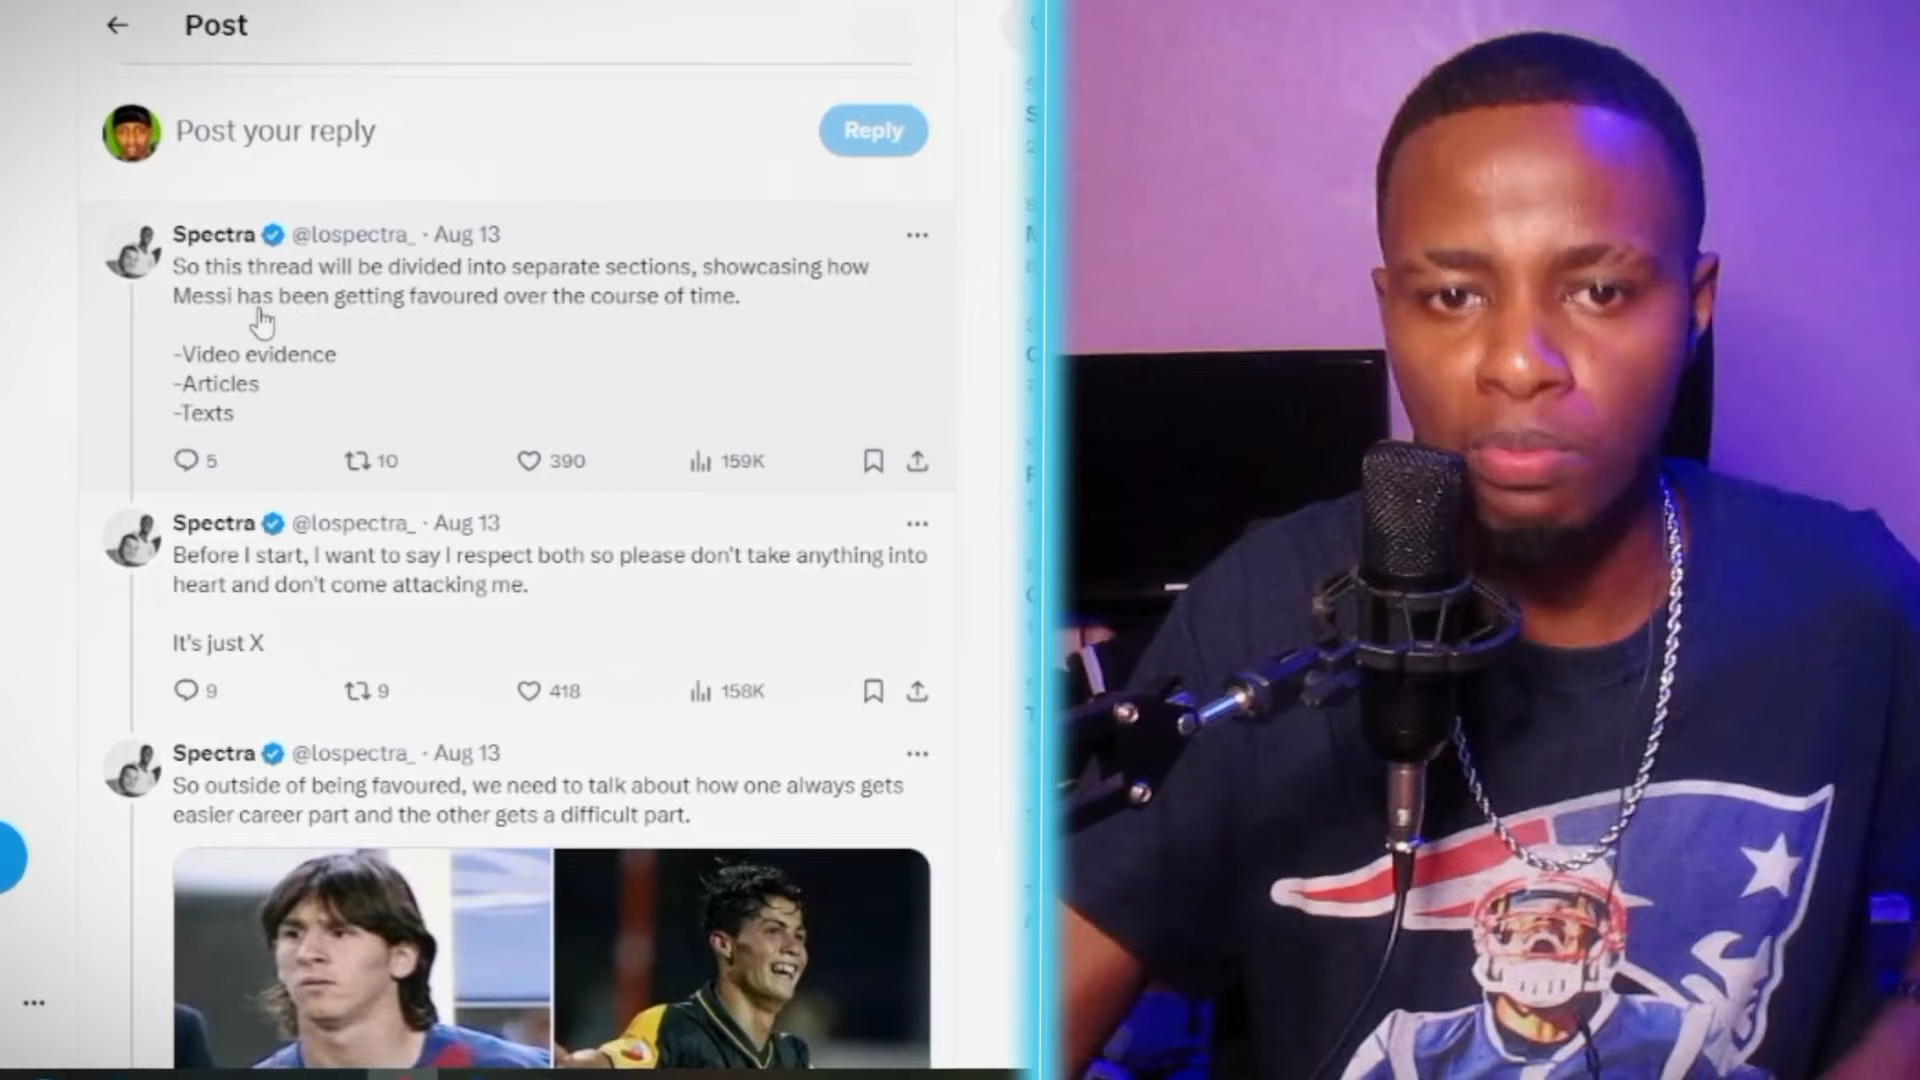 Post
Post your reply
Reply
Spectra @lospectra_ · Aug 13
So this thread will be divided into separate sections, showcasing how
Messi has been getting favoured over the course of time.
-Video evidence
-Articles
-Texts
5 10 390 159K
Spectra @lospectra_ · Aug 13
Before I start, I want to say I respect both so please don't take anything into
heart and don't come attacking me.
It's just X
9 9 418 158K
Spectra @lospectra_ · Aug 13
So outside of being favoured, we need to talk about how one always gets
easier career part and the other gets a difficult part.